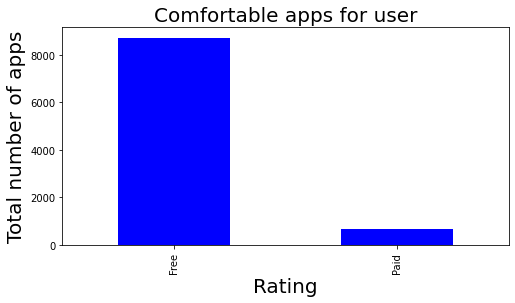 Comfortable apps for user
Total number of apps
8000
6000
4000
2000
0
Free
Paid
Rating